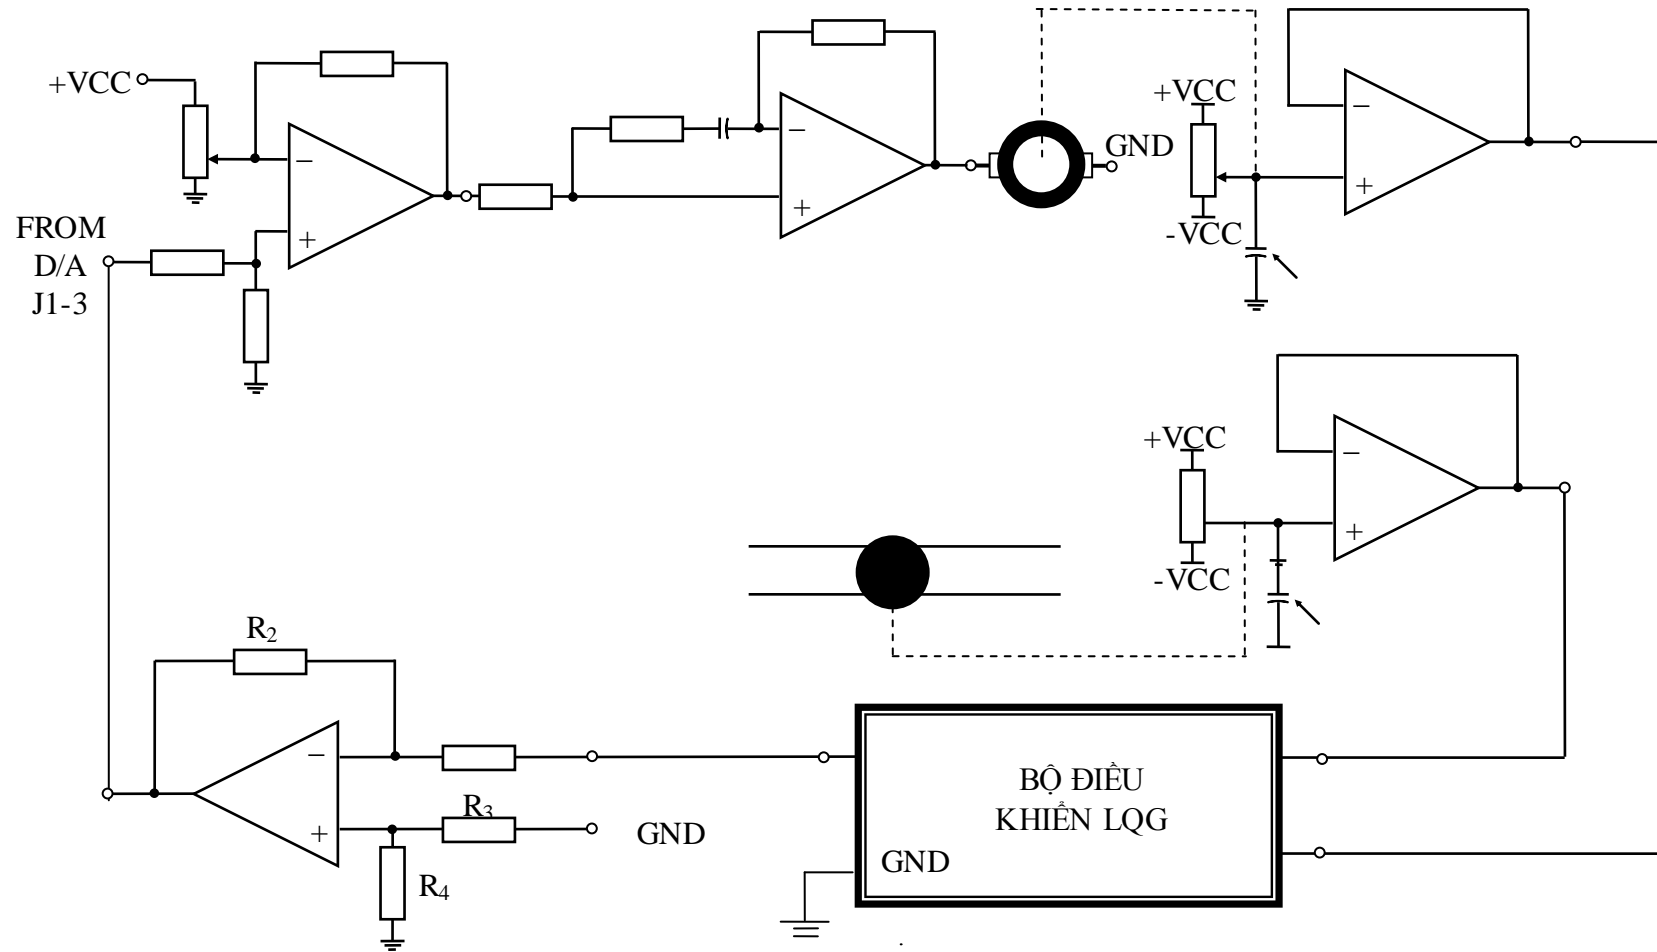 +VCC
−
+
FROM
D/A
J1-3
−
+
GND
+VCC
-VCC
−
+
+VCC
-VCC
−
+
R2
−
+
R3
GND
R4
BỘ ĐIỀU
KHIỂN LQG
GND